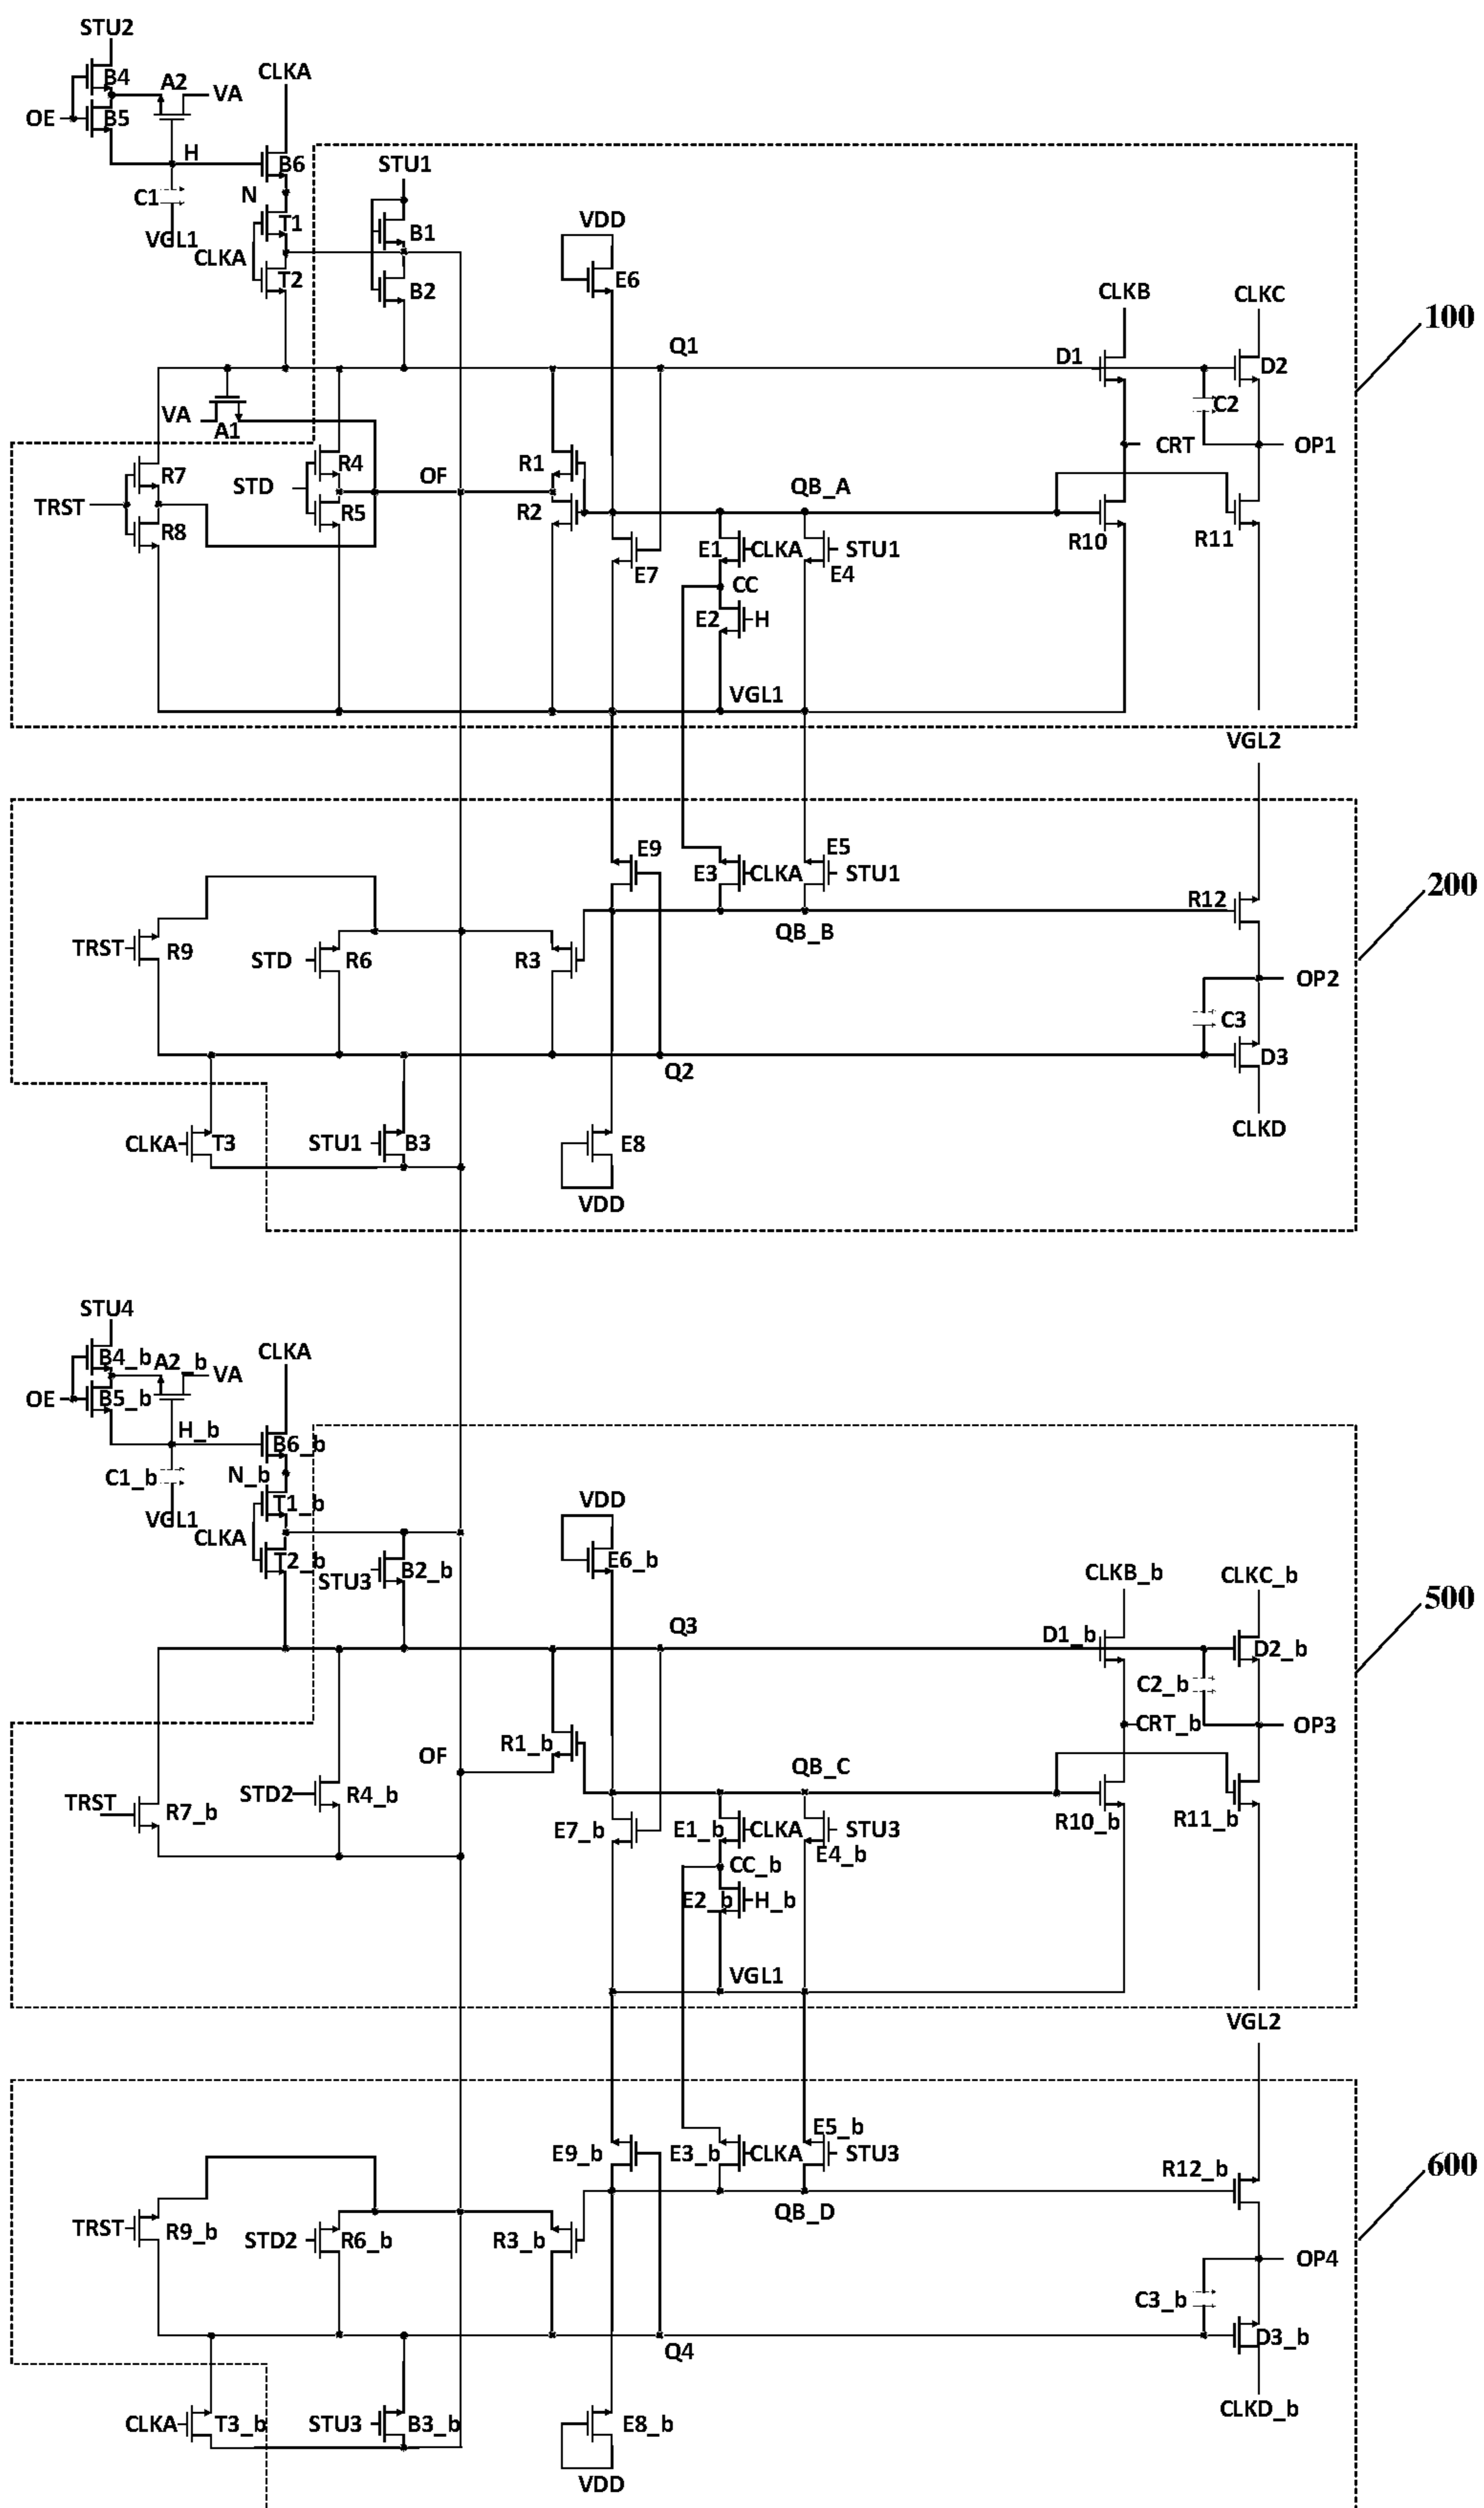 STU2
B4
A2
VA
CLKA
OE
B5
H
B6
STU1
C1
N
VGL1
T1
B1
VDD
CLKA
T2
B2
E6
CLKB
CLKC
100
Q1
D1
D2
VA
A1
C2
CRT
OP1
R7
R4
OF
R1
STD
QB_A
TRST
R5
R2
R8
R10
R11
E7
E1
CLKA
STU1
E4
CC
E2
H
VGL1
VGL2
E9
E5
E3
CLKA
STU1
200
R12
QB_B
TRST
R9
STD
R6
R3
OP2
C3
Q2
D3
CLKD
CLKA
T3
STU1
B3
E8
VDD
STU4
B4_b
A2_b
VA
CLKA
OE
B5_b
H_b
B6_b
C1_b
N_b
VGL1
T1_b
VDD
CLKA
T2_b
E6_b
STU3
B2_b
CLKB_b
CLKC_b
500
Q3
D1_b
D2_b
C2_b
CRT_b
OP3
R1_b
OF
QB_C
STD2
R4_b
TRST
R7_b
R10_b
R11_b
E7_b
E1_b
CLKA
STU3
E4_b
CC_b
E2_b
H_b
VGL1
VGL2
E5_b
E9_b
E3_b
CLKA
STU3
R12_b
600
QB_D
TRST
R9_b
STD2
R6_b
R3_b
OP4
C3_b
Q4
D3_b
CLKD_b
CLKA
T3_b
STU3
B3_b
E8_b
VDD